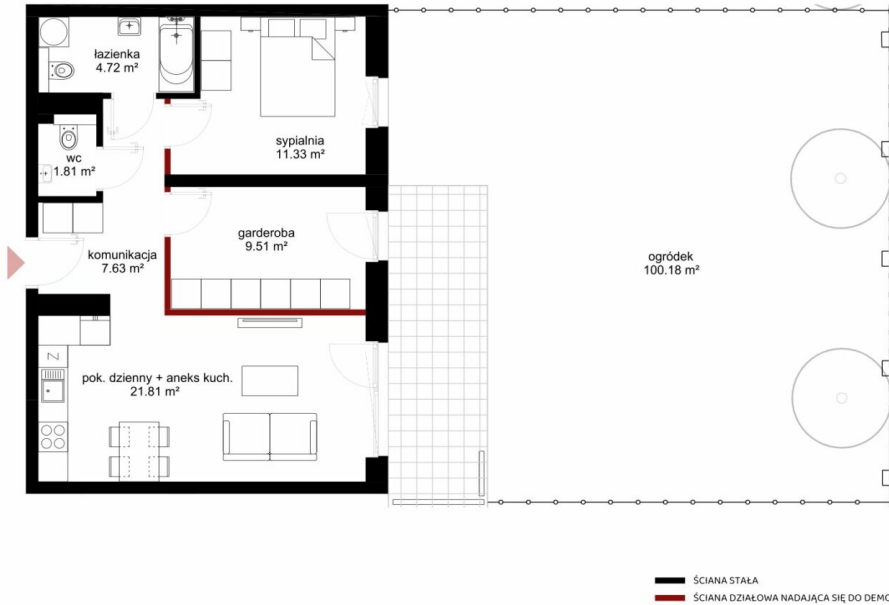 łazienka
4.72 m²
sypialnia
11.33 m²
wc
1.81 m²
garderoba
9.51 m²
komunikacja
7.63 m²
ogródek
100.18 m²
Z
pok. dzienny + aneks kuch.
21.81 m²
ŚCIANA STAŁA
ŚCIANA DZIAŁOWA NADAJĄCA SIĘ DO DEMO